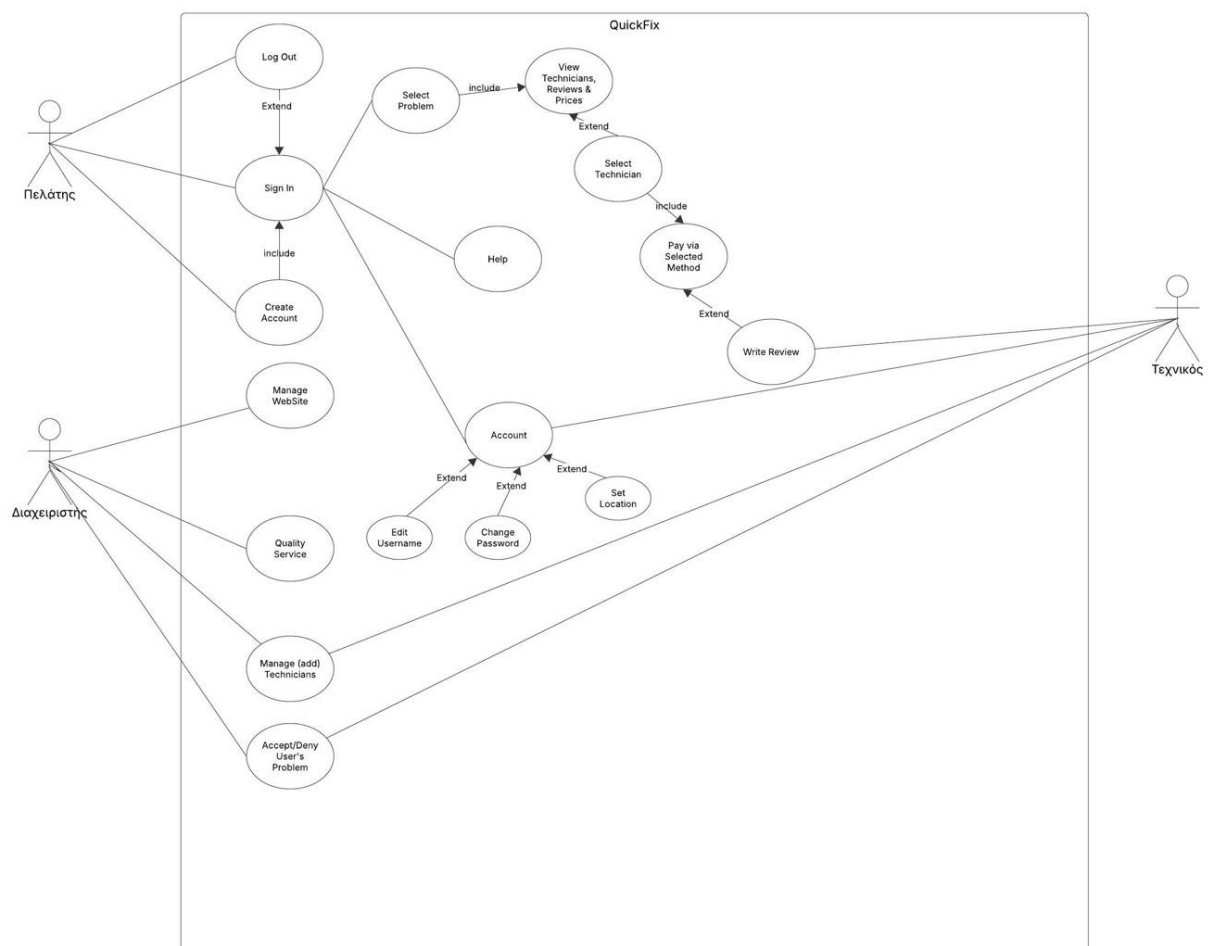 QuickFix
Log Out
Extend
Sign In
include
Create
Account
Πελάτης
Select
Problem
include
View
Technicians,
Reviews &
Prices
Extend
Select
Technician
include
Pay via
Selected
Method
Extend
Write Review
Help
Τεχνικός
Manage
WebSite
Account
Extend
Extend
Extend
Edit
Username
Change
Password
Set
Location
Διαχειριστής
Quality
Service
Manage (add)
Technicians
Accept/Deny
User's
Problem